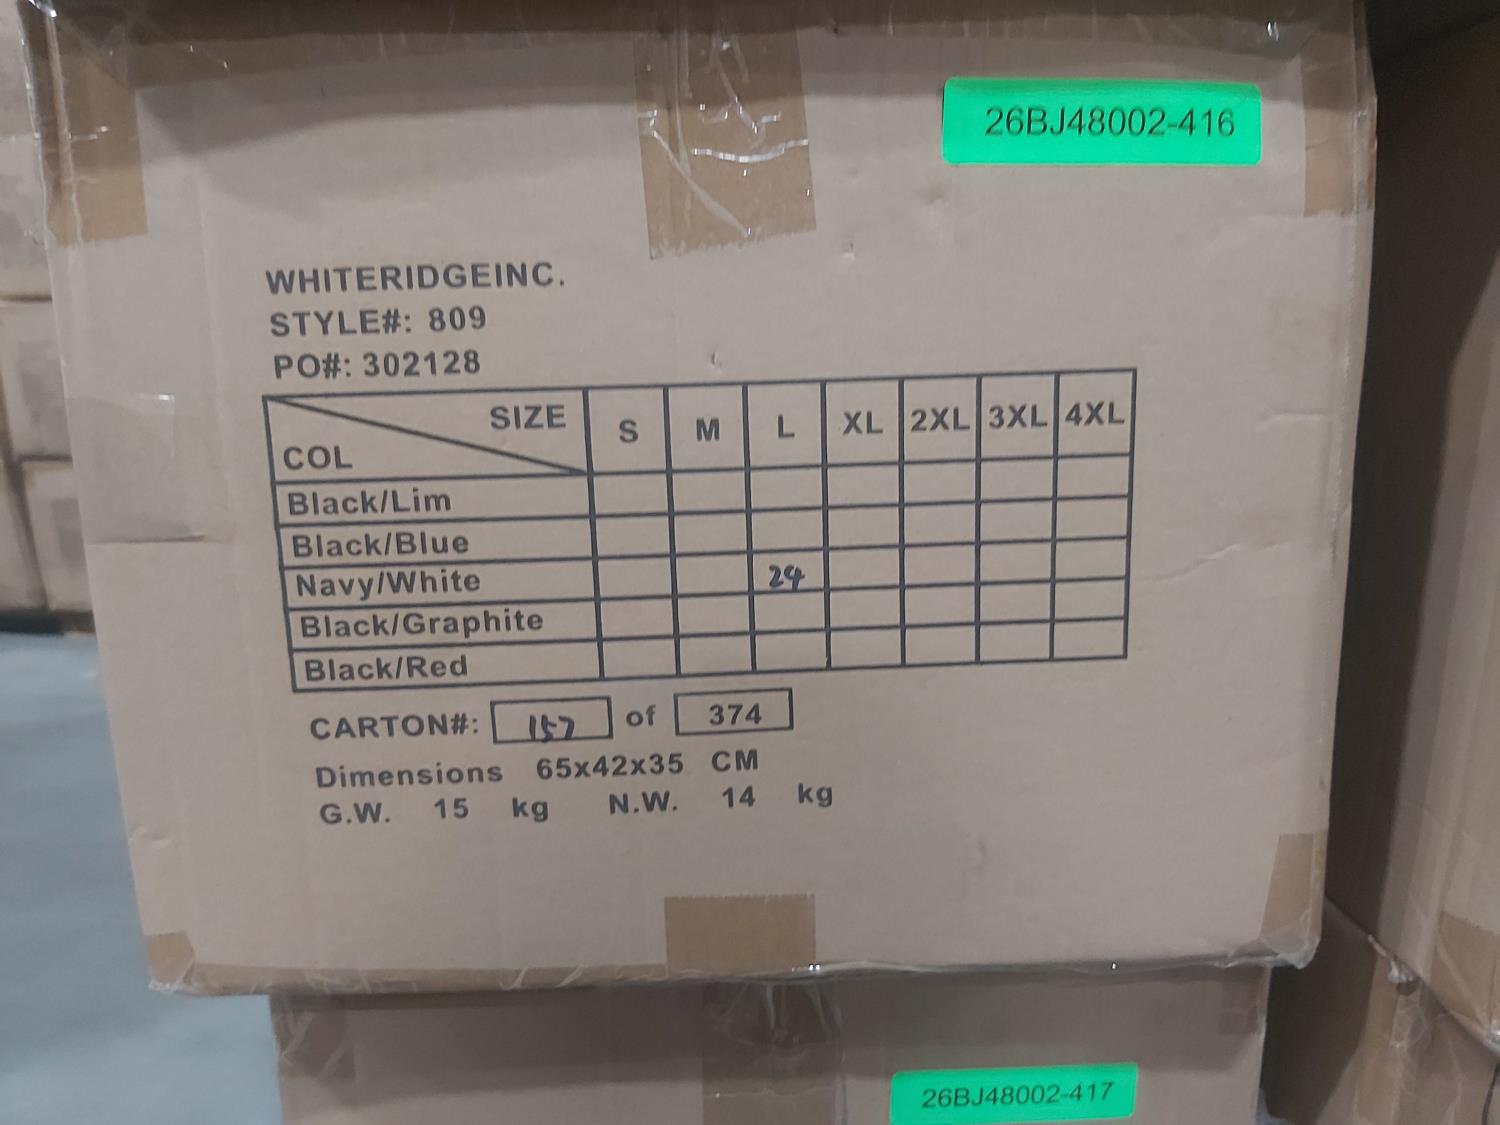 26BJ48002-416
WHITERIDGEINC.
STYLE#: 809
PO#: 302128
SIZE S M L XL 2XL 3XL 4XL
COL
Black/Lim
Black/Blue
Navy/White 24
Black/Graphite
Black/Red
CARTON#: 157 of 374
Dimensions 65x42x35 CM
G.W. 15 kg N.W. 14 kg
26BJ48002-417